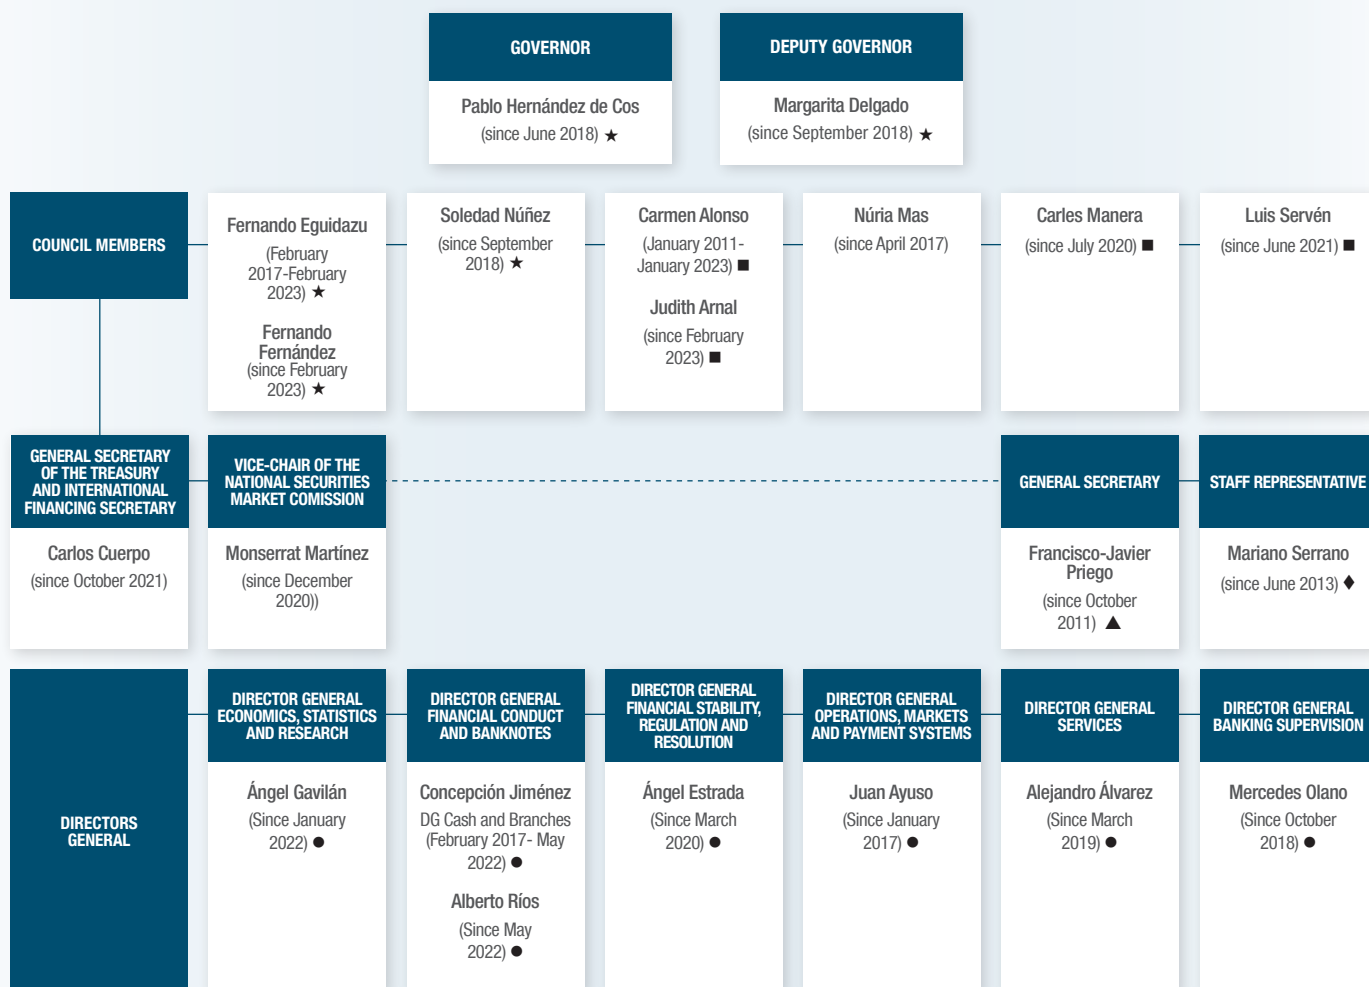 GOVERNOR
Pablo Hernández de Cos
(since June 2018) ★
DEPUTY GOVERNOR
Margarita Delgado
(since September 2018) ★
COUNCIL MEMBERS
Fernando Eguidazu
(February
2017-February
2023) ★
Fernando
Fernández
(since February
2023) ★
Soledad Núñez
(since September
2018) ★
Carmen Alonso
(January 2011-
January 2023) ■
Judith Arnal
(since February
2023) ■
Núria Mas
(since April 2017)
Carles Manera
(since July 2020) ■
Luis Servén
(since June 2021) ■
GENERAL SECRETARY
OF THE TREASURY
AND INTERNATIONAL
FINANCING SECRETARY
Carlos Cuerpo
(since October 2021)
VICE-CHAIR OF THE
NATIONAL SECURITIES
MARKET COMISSION
Monserrat Martínez
(since December
2020))
GENERAL SECRETARY
Francisco-Javier
Priego
(since October
2011) ▲
STAFF REPRESENTATIVE
Mariano Serrano
(since June 2013) ♦
DIRECTORS
GENERAL
DIRECTOR GENERAL
ECONOMICS, STATISTICS
AND RESEARCH
Ángel Gavilán
(Since January
2022) ●
DIRECTOR GENERAL
FINANCIAL CONDUCT
AND BANKNOTES
Concepción Jiménez
DG Cash and Branches
(February 2017- May
2022) ●
Alberto Ríos
(Since May
2022) ●
DIRECTOR GENERAL
FINANCIAL STABILITY,
REGULATION AND
RESOLUTION
Ángel Estrada
(Since March
2020) ●
DIRECTOR GENERAL
OPERATIONS, MARKETS
AND PAYMENT SYSTEMS
Juan Ayuso
(Since January
2017) ●
DIRECTOR GENERAL
SERVICES
Alejandro Álvarez
(Since March
2019) ●
DIRECTOR GENERAL
BANKING SUPERVISION
Mercedes Olano
(Since October
2018) ●